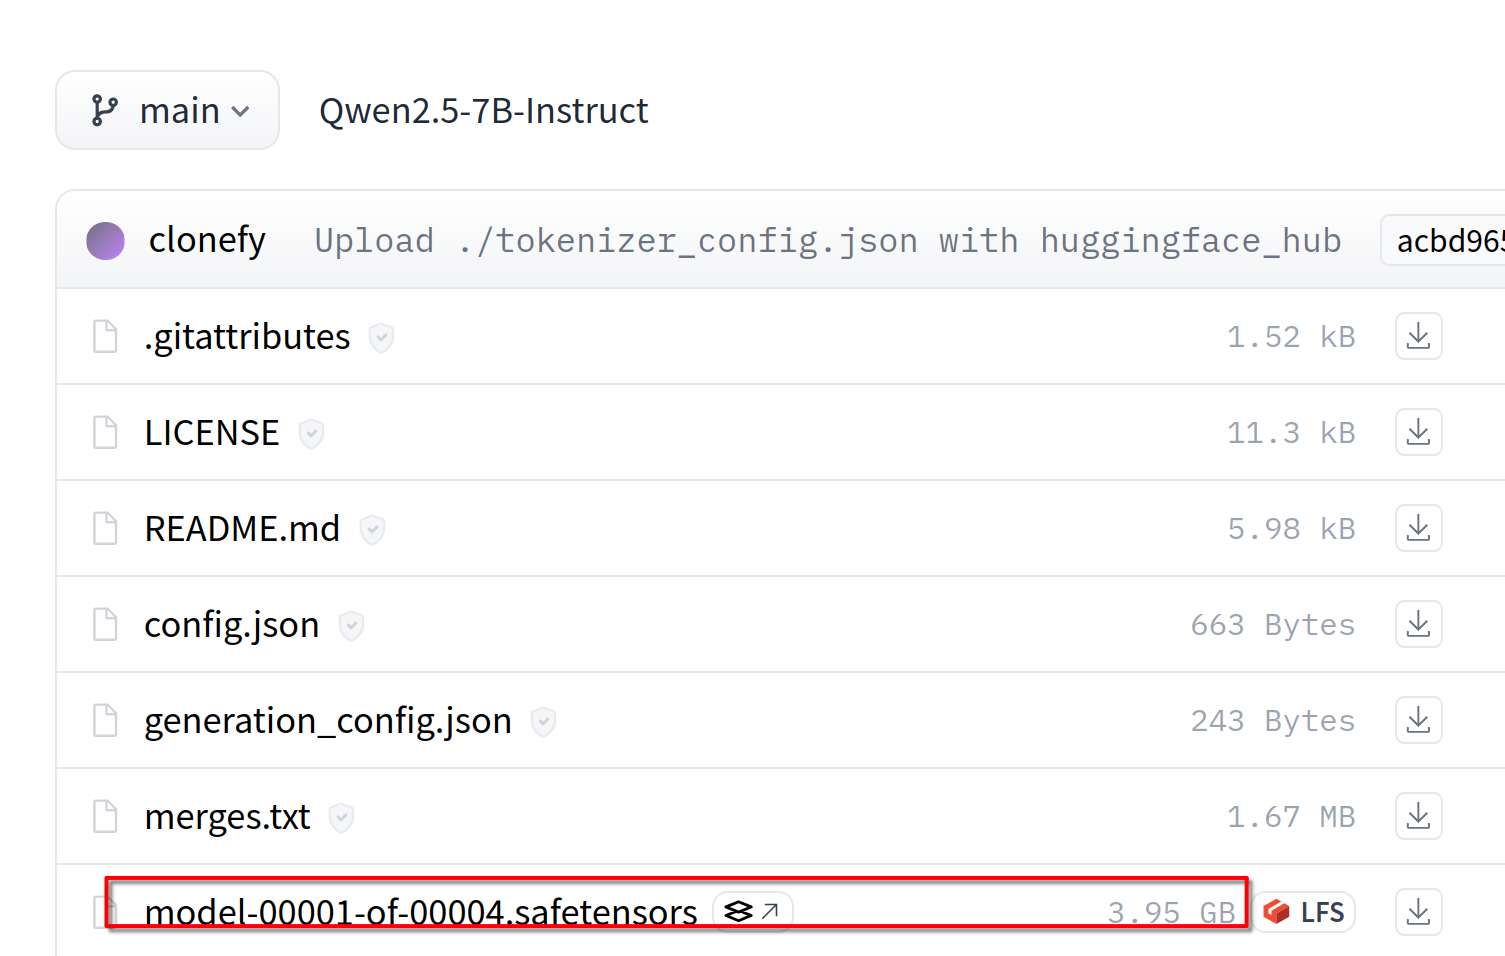 main Qwen2.5-7B-Instruct
clonefy Upload ./tokenizer_config.json with huggingface_hub acbd965
.gitattributes 1.52 kB
LICENSE 11.3 kB
README.md 5.98 kB
config.json 663 Bytes
generation_config.json 243 Bytes
merges.txt 1.67 MB
model-00001-of-00004.safetensors 3.95 GB LFS